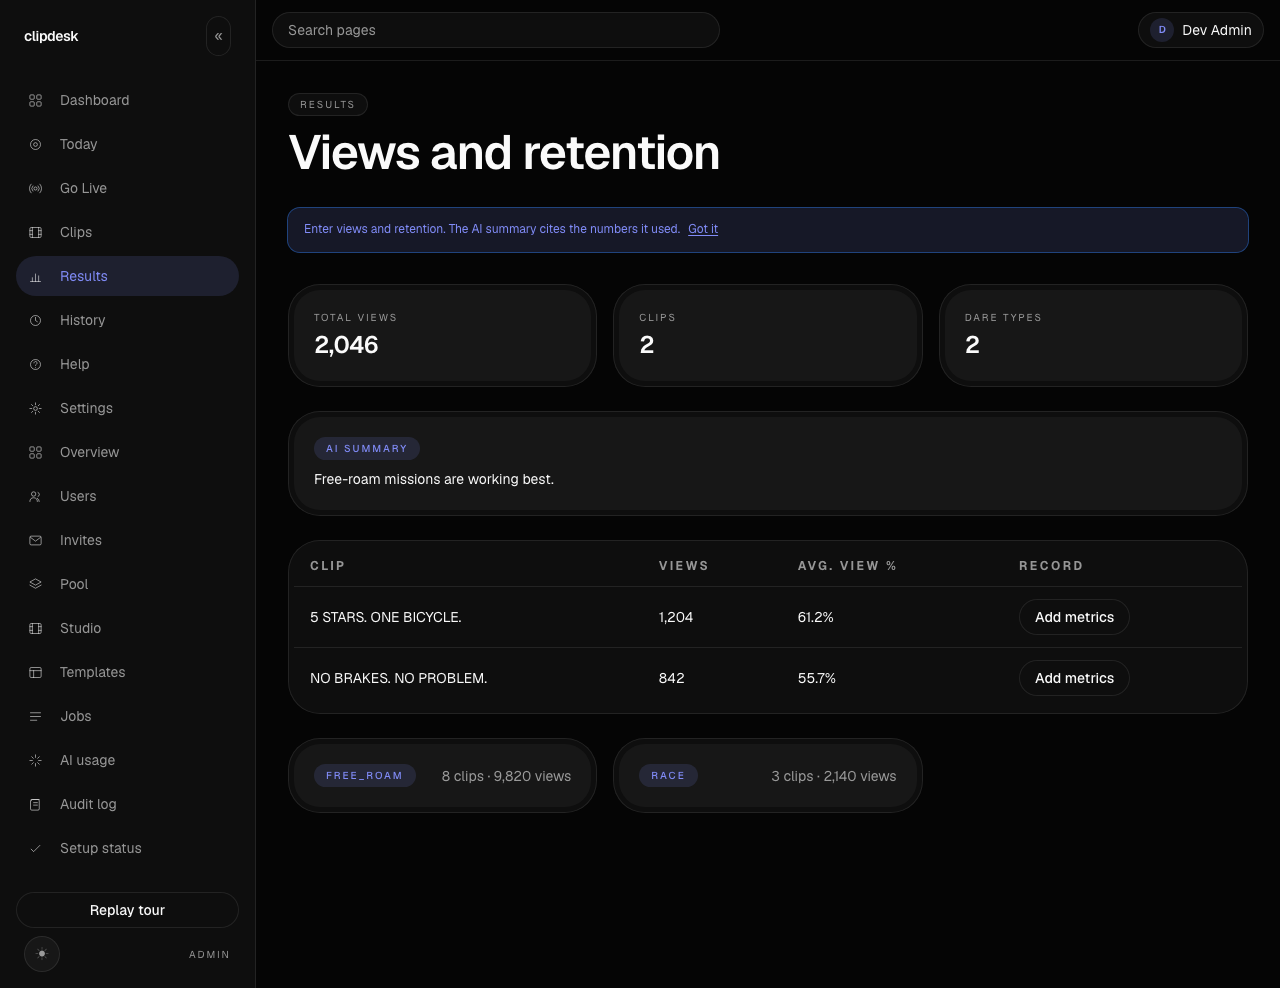 clipdesk
«
Search pages
D
Dev Admin
Dashboard
Today
Go Live
Clips
Results
History
Help
Settings
Overview
Users
Invites
Pool
Studio
Templates
Jobs
AI usage
Audit log
Setup status
Replay tour
ADMIN
RESULTS
Views and retention
Enter views and retention. The AI summary cites the numbers it used. Got it
TOTAL VIEWS
2,046
CLIPS
2
DARE TYPES
2
AI SUMMARY
Free-roam missions are working best.
CLIP VIEWS AVG. VIEW % RECORD
5 STARS. ONE BICYCLE. 1,204 61.2% Add metrics
NO BRAKES. NO PROBLEM. 842 55.7% Add metrics
FREE_ROAM 8 clips · 9,820 views
RACE 3 clips · 2,140 views